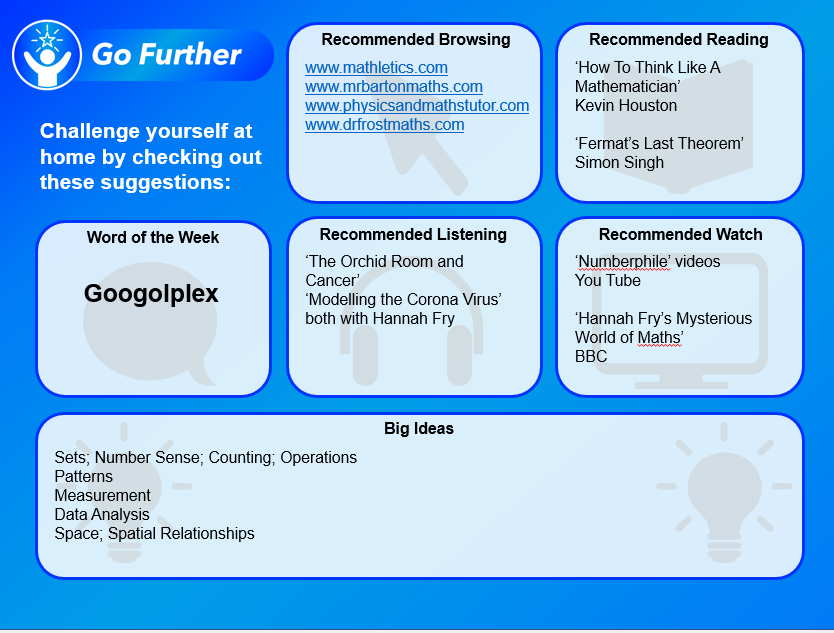 Go Further
Challenge yourself at
home by checking out
these suggestions:
Recommended Browsing
www.mathletics.com
www.mrbartonmaths.com
www.physicsandmathstutor.com
www.drfrostmaths.com
Recommended Reading
‘How To Think Like A
Mathematician’
Kevin Houston
‘Fermat’s Last Theorem’
Simon Singh
Word of the Week
Googolplex
Recommended Listening
‘The Orchid Room and
Cancer’
‘Modelling the Corona Virus’
both with Hannah Fry
Recommended Watch
‘Numberphile’ videos
You Tube
‘Hannah Fry’s Mysterious
World of Maths’
BBC
Big Ideas
Sets; Number Sense; Counting; Operations
Patterns
Measurement
Data Analysis
Space; Spatial Relationships